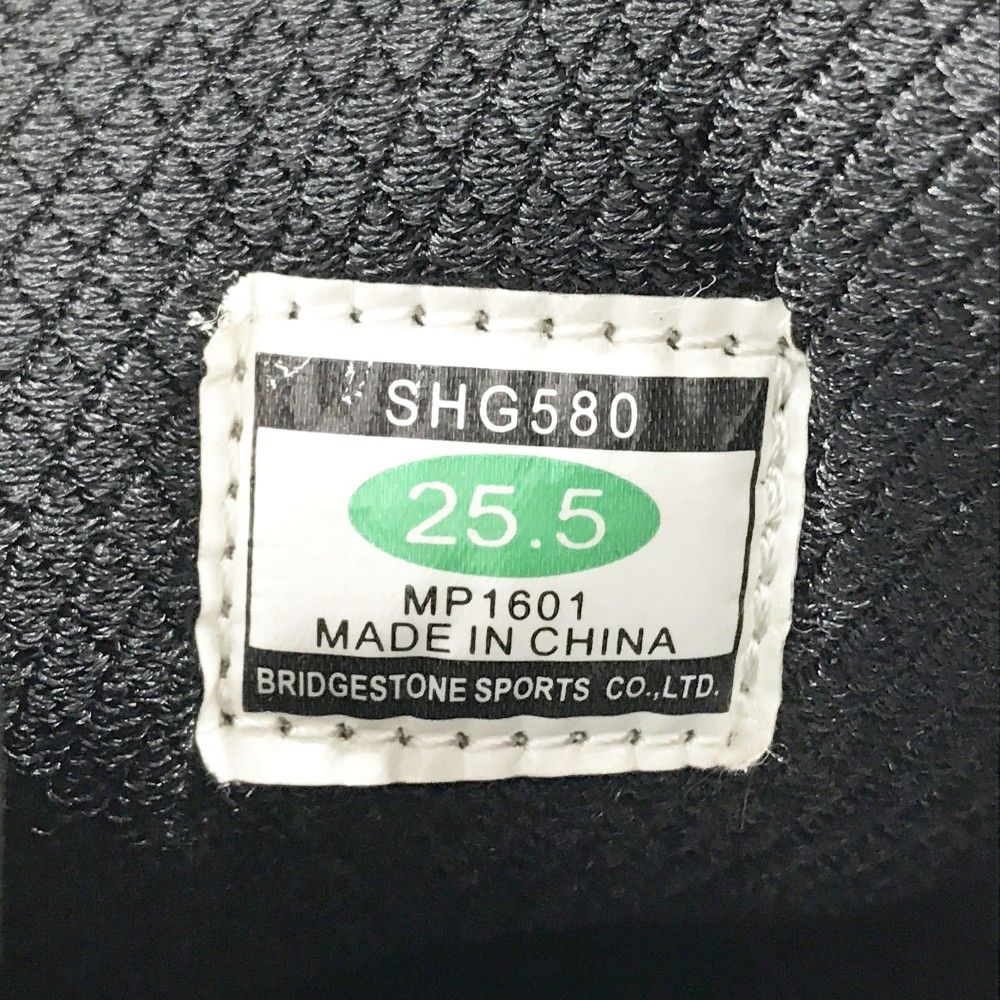 SHG580
25.5
MP1601
MADE IN CHINA
BRIDGESTONE SPORTS CO.,LTD.